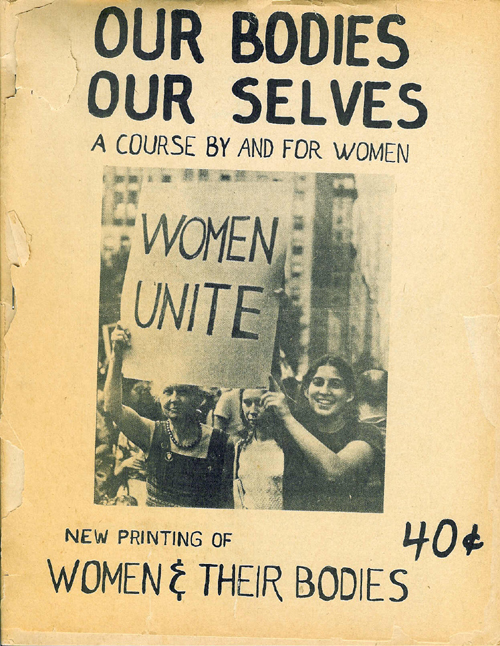 OUR BODIES
OUR SELVES
A COURSE BY AND FOR WOMEN
WOMEN
UNITE
NEW PRINTING OF
40¢
WOMEN & THEIR BODIES